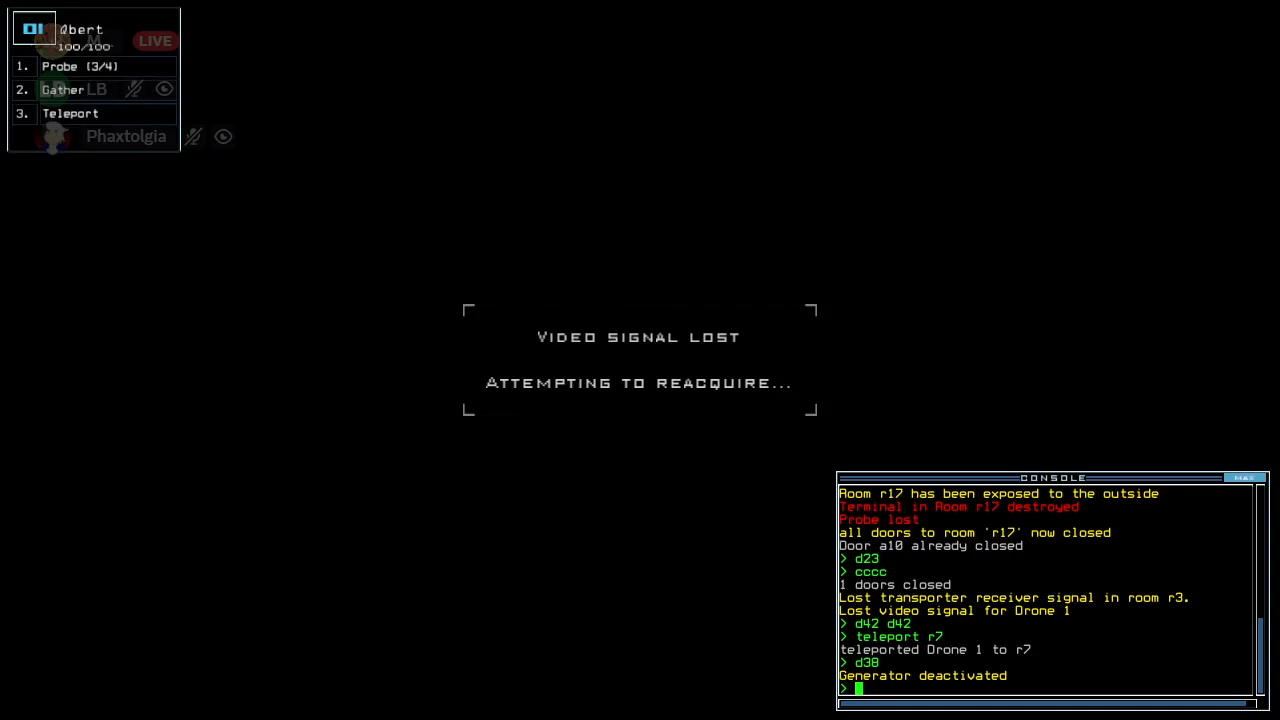 01 Qbert
100/100
M
LIVE
1. Probe (3/4)
2. Gather
LB LB
3. Teleport
Phaxtolgia
VIDEO SIGNAL LOST
ATTEMPTING TO REACQUIRE...
CONSOLE
MAX
Room r17 has been exposed to the outside
Terminal in Room r17 destroyed
Probe lost
all doors to room 'r17' now closed
Door a10 already closed
> d23
> cccc
1 doors closed
Lost transporter receiver signal in room r3.
Lost video signal for Drone 1
> d42 d42
> teleport r7
teleported Drone 1 to r7
> d38
Generator deactivated
>